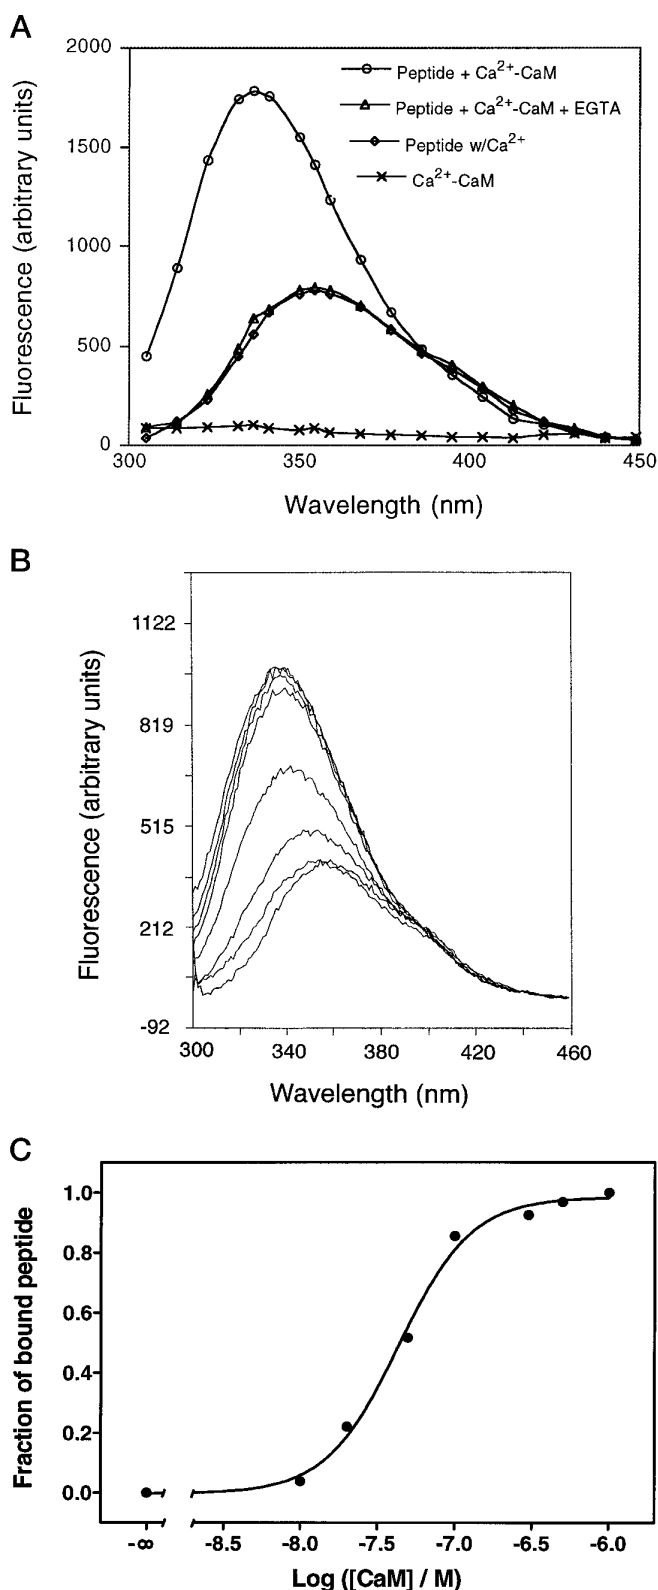 A
2000
1500
1000
500
0
Fluorescence (arbitrary units)
Peptide + Ca2+-CaM
Peptide + Ca2+-CaM + EGTA
Peptide w/Ca2+
Ca2+-CaM
300 350 400 450
Wavelength (nm)
B
1122
819
515
212
-92
Fluorescence (arbitrary units)
300 340 380 420 460
Wavelength (nm)
C
1.0
0.8
0.6
0.4
0.2
0.0
Fraction of bound peptide
-∞ -8.5 -8.0 -7.5 -7.0 -6.5 -6.0
Log ([CaM] / M)